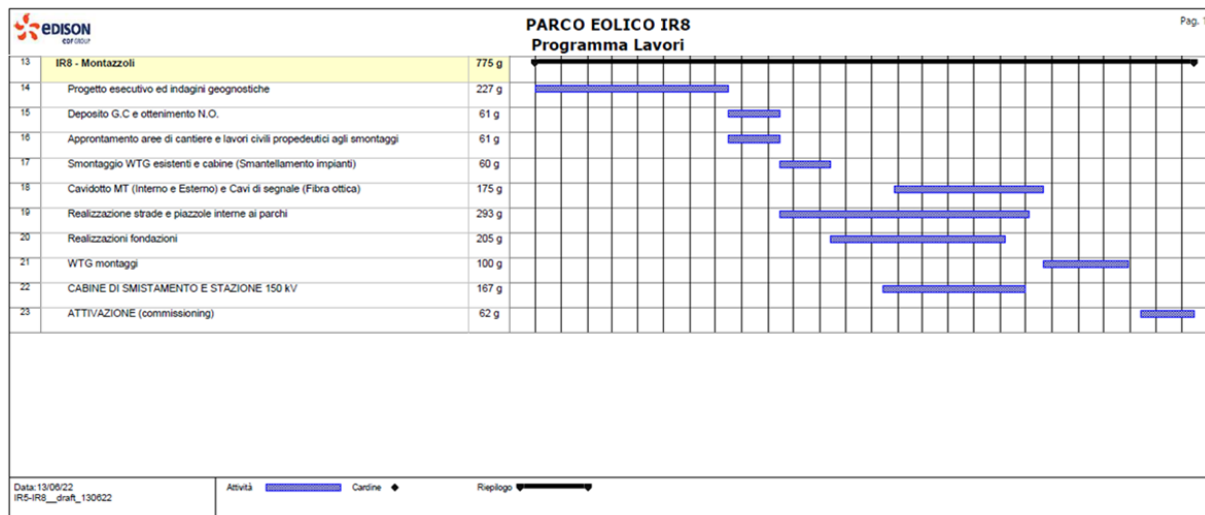 EDISON
EDF GROUP
PARCO EOLICO IR8
Programma Lavori
Pag. 1
13 IR8 - Montazzoli 775 g
14 Progetto esecutivo ed indagini geognostiche 227 g
15 Deposito G.C e ottenimento N.O. 61 g
16 Approntamento aree di cantiere e lavori civili propedeutici agli smontaggi 61 g
17 Smontaggio WTG esistenti e cabine (Smantellamento impianti) 60 g
18 Cavidotto MT (Interno e Esterno) e Cavi di segnale (Fibra ottica) 175 g
19 Realizzazione strade e piazzole interne ai parchi 293 g
20 Realizzazioni fondazioni 205 g
21 WTG montaggi 100 g
22 CABINE DI SMISTAMENTO E STAZIONE 150 kV 167 g
23 ATTIVAZIONE (commissioning) 62 g
Data:13/06/22
IR5-IR8__draft_130622
Attività Cardine Riepilogo